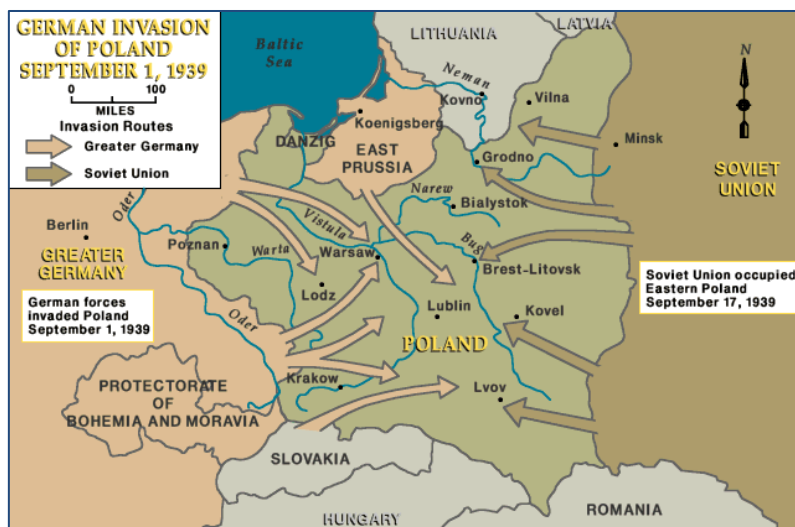 GERMAN INVASION
OF POLAND
SEPTEMBER 1, 1939
0 100
MILES
Invasion Routes
Greater Germany
Soviet Union
Baltic
Sea
LITHUANIA
LATVIA
Neman
Kovno
Vilna
N
Koenigsberg
DANZIG
EAST
PRUSSIA
Grodno
Minsk
SOVIET
UNION
Oder
Narew
Bialystok
Berlin
GREATER
GERMANY
Poznan
Warta
Vistula
Warsaw
Bug
Brest-Litovsk
German forces
invaded Poland
September 1, 1939
Lodz
Oder
Lublin
Kovel
Soviet Union occupied
Eastern Poland
September 17, 1939
POLAND
PROTECTORATE
OF
BOHEMIA AND MORAVIA
Krakow
Lvov
SLOVAKIA
HUNGARY
ROMANIA